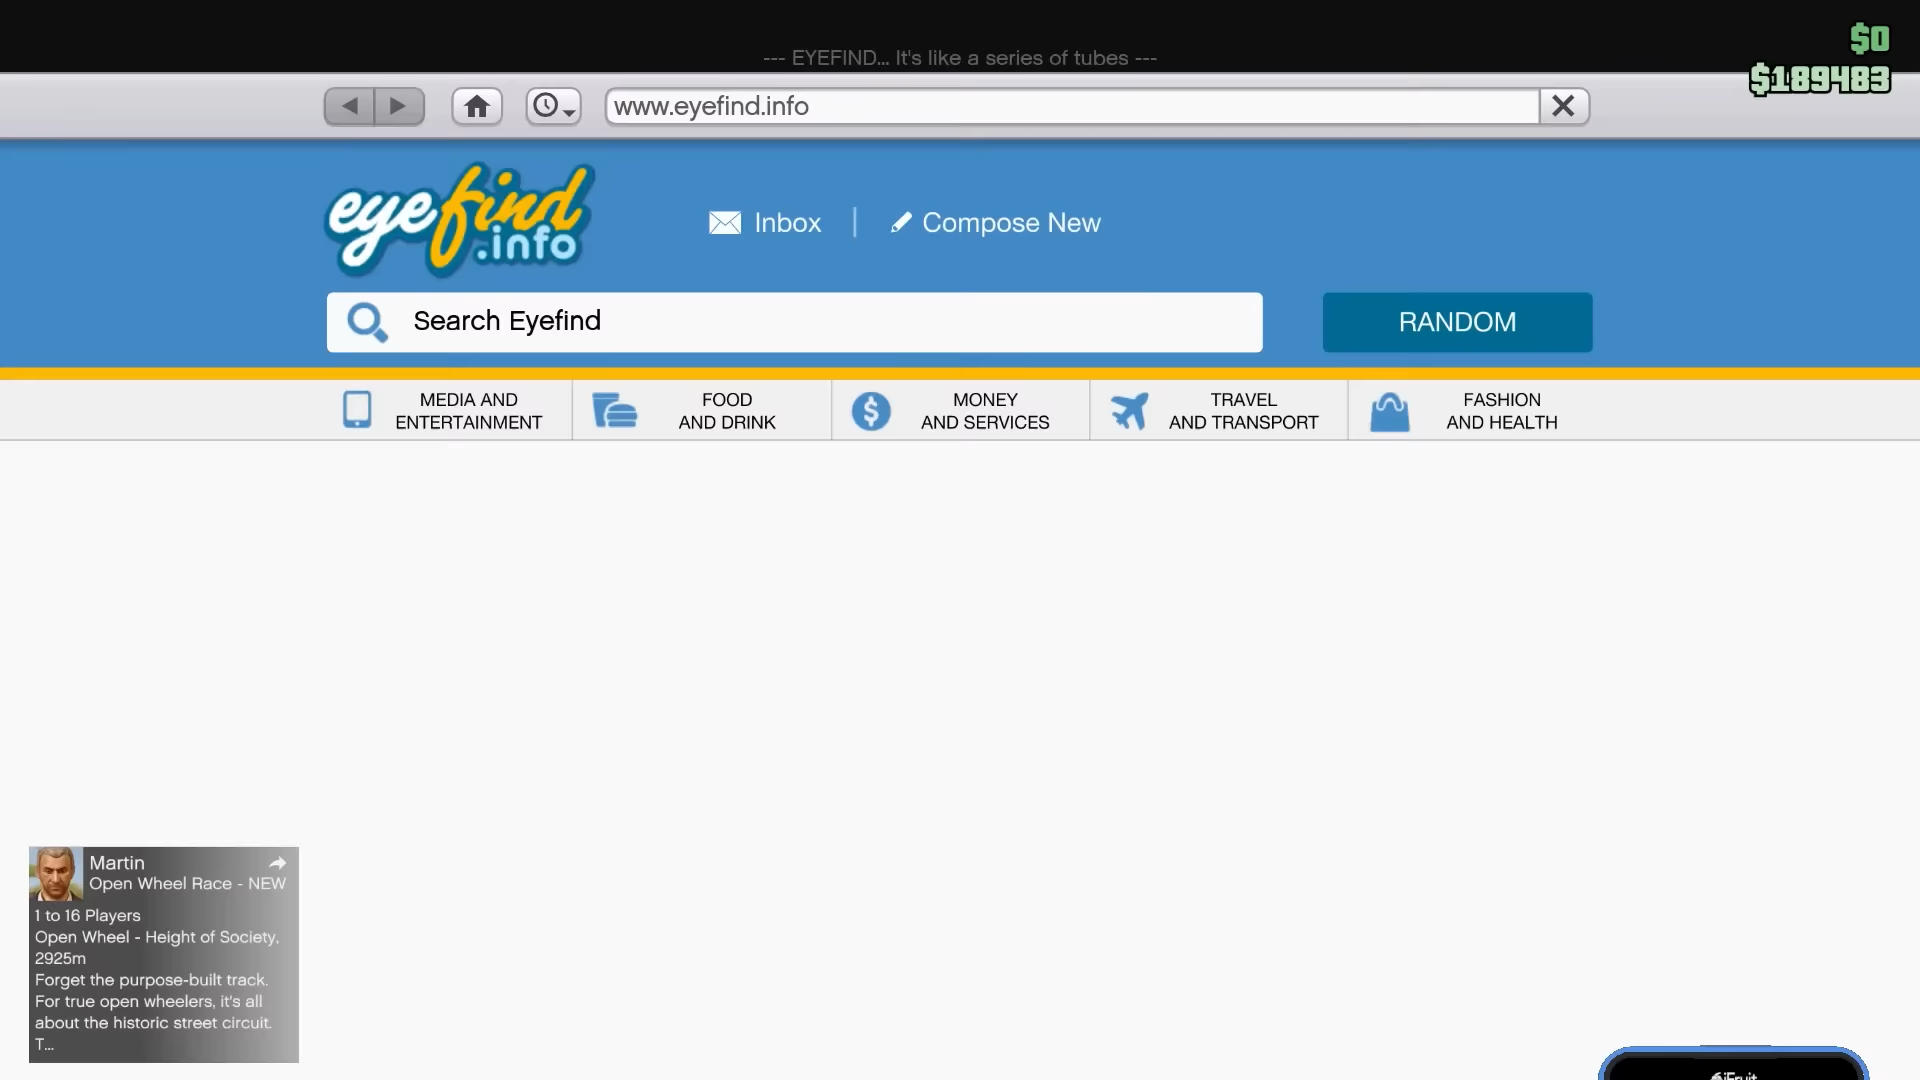 $0
--- EYEFIND... It's like a series of tubes ---
$189483
www.eyefind.info
eyefind
.info
Inbox
Compose New
Search Eyefind
RANDOM
MEDIA AND
ENTERTAINMENT
FOOD
AND DRINK
MONEY
AND SERVICES
TRAVEL
AND TRANSPORT
FASHION
AND HEALTH
Martin
Open Wheel Race - NEW
1 to 16 Players
Open Wheel - Height of Society,
2925m
Forget the purpose-built track.
For true open wheelers, it's all
about the historic street circuit.
T...
iFruit